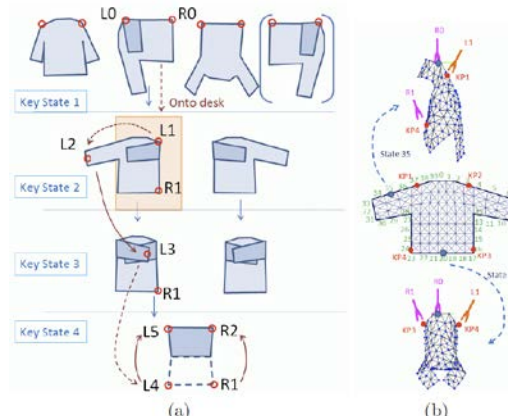 L0
R0
Key State 1
Onto desk
L2
L1
Key State 2
R1
L3
Key State 3
R1
Key State 4
L5
R2
L4
R1
(a)
R0
L1
KP1
R1
KP4
State 35
KP1
KP2
KP4
KP3
State
R0
R1
L1
KP3
KP4
(b)